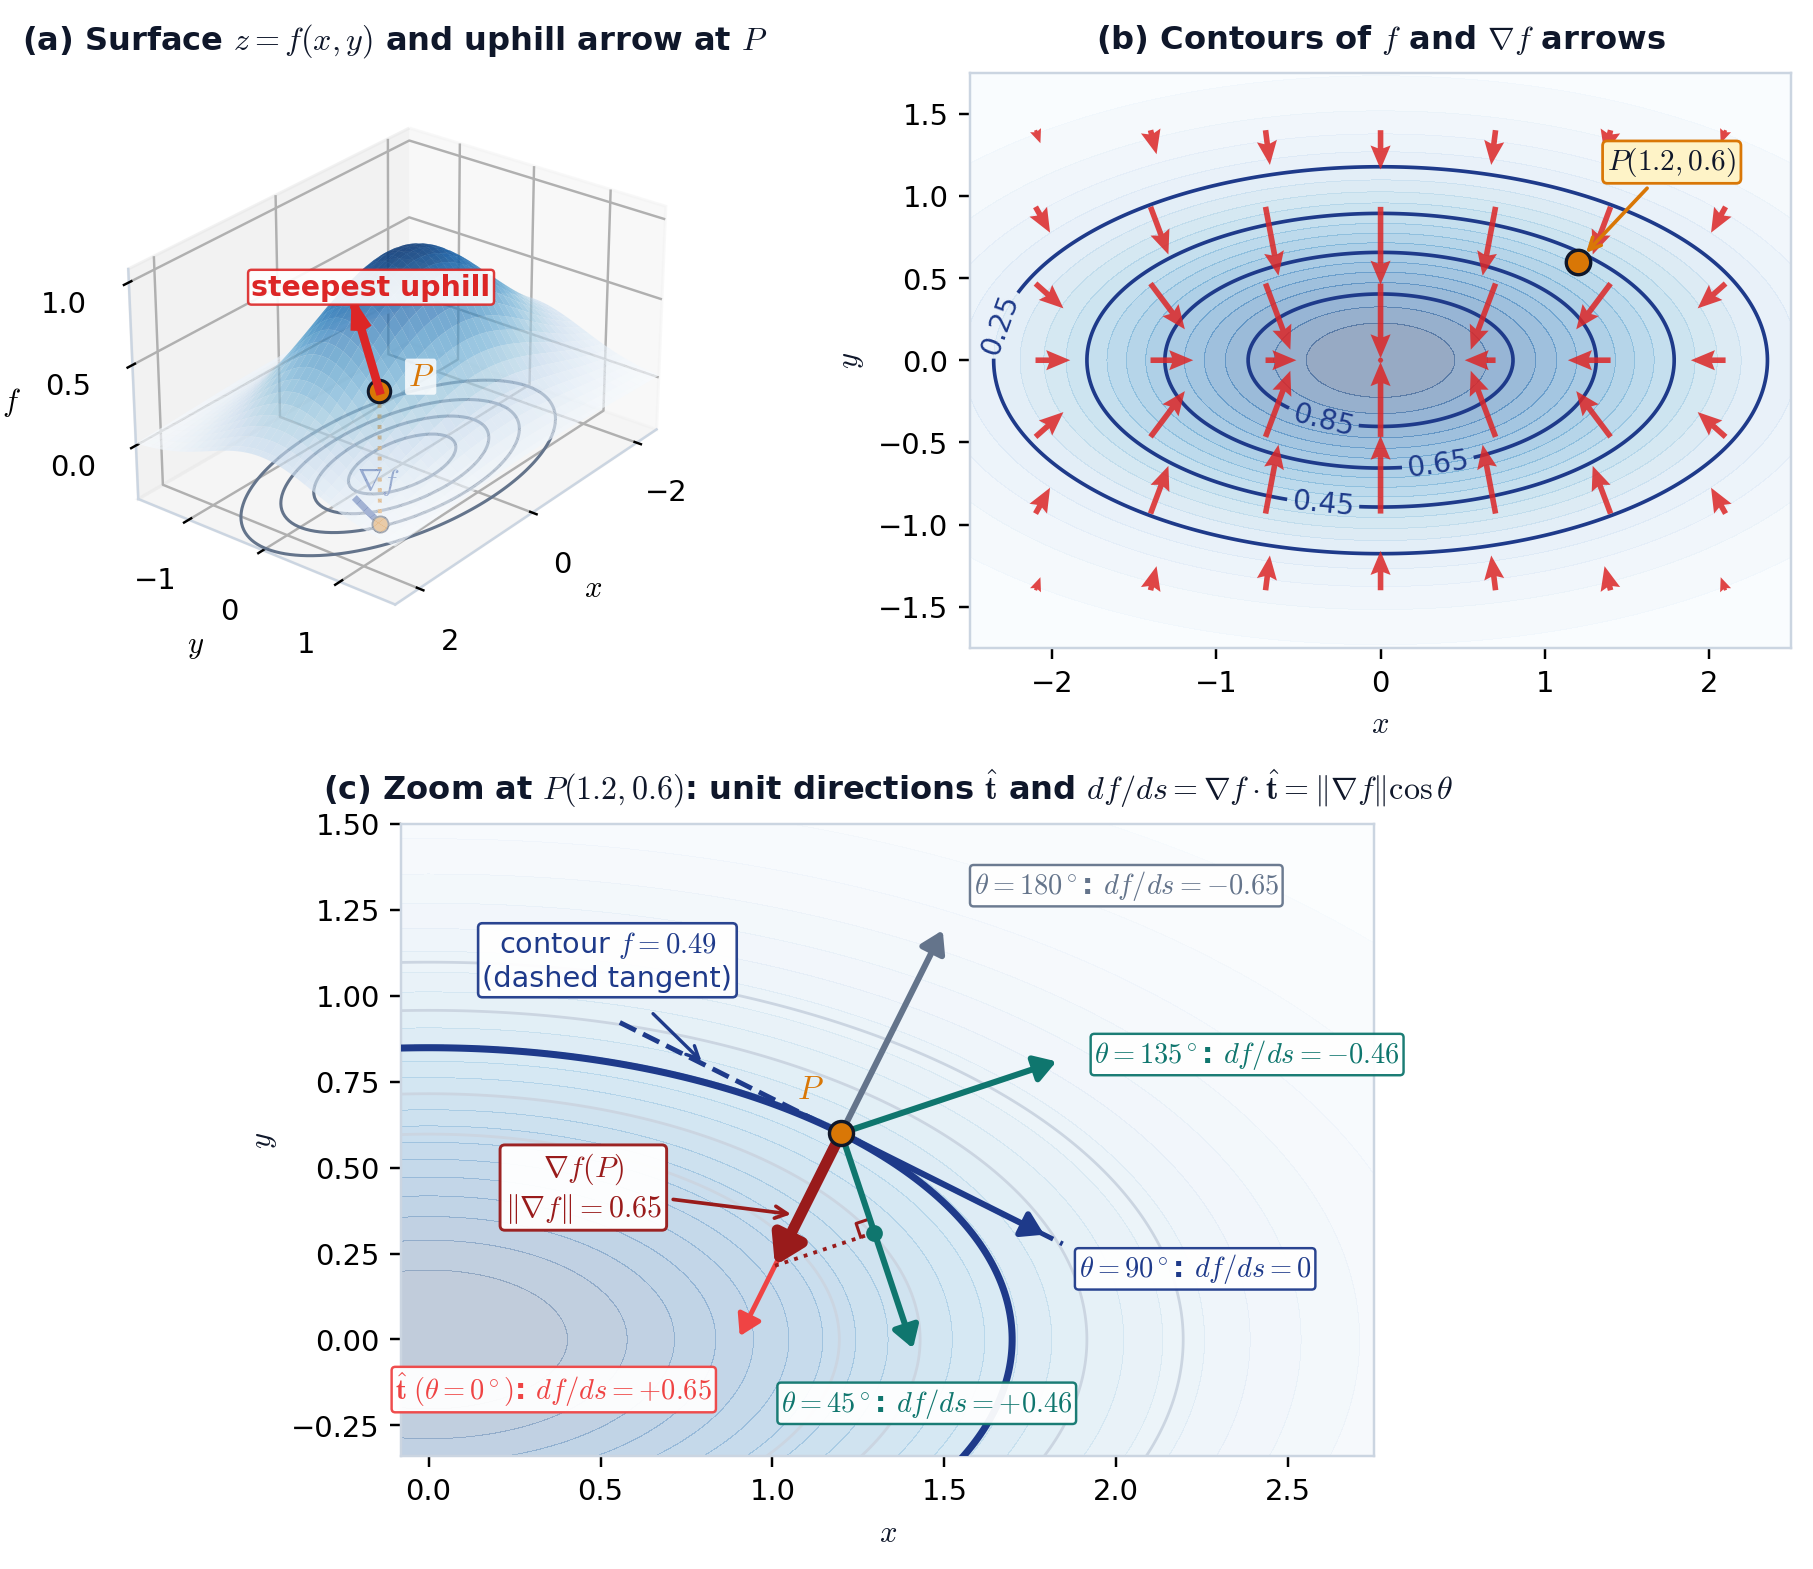 (a) Surface z = f(x, y) and uphill arrow at P
steepest uphill
P
∇f
f
1.0
0.5
0.0
−1
0
1
y
2
0
−2
x
(b) Contours of f and ∇f arrows
P(1.2, 0.6)
0.25
0.85
0.65
0.45
y
1.5
1.0
0.5
0.0
−0.5
−1.0
−1.5
−2
−1
0
1
2
x
(c) Zoom at P(1.2, 0.6): unit directions t̂ and df/ds = ∇f · t̂ = ‖∇f‖cos θ
θ = 180°: df/ds = −0.65
contour f = 0.49
(dashed tangent)
θ = 135°: df/ds = −0.46
P
∇f(P)
‖∇f‖ = 0.65
θ = 90°: df/ds = 0
t̂ (θ = 0°): df/ds = +0.65
θ = 45°: df/ds = +0.46
y
1.50
1.25
1.00
0.75
0.50
0.25
0.00
−0.25
0.0
0.5
1.0
1.5
2.0
2.5
x